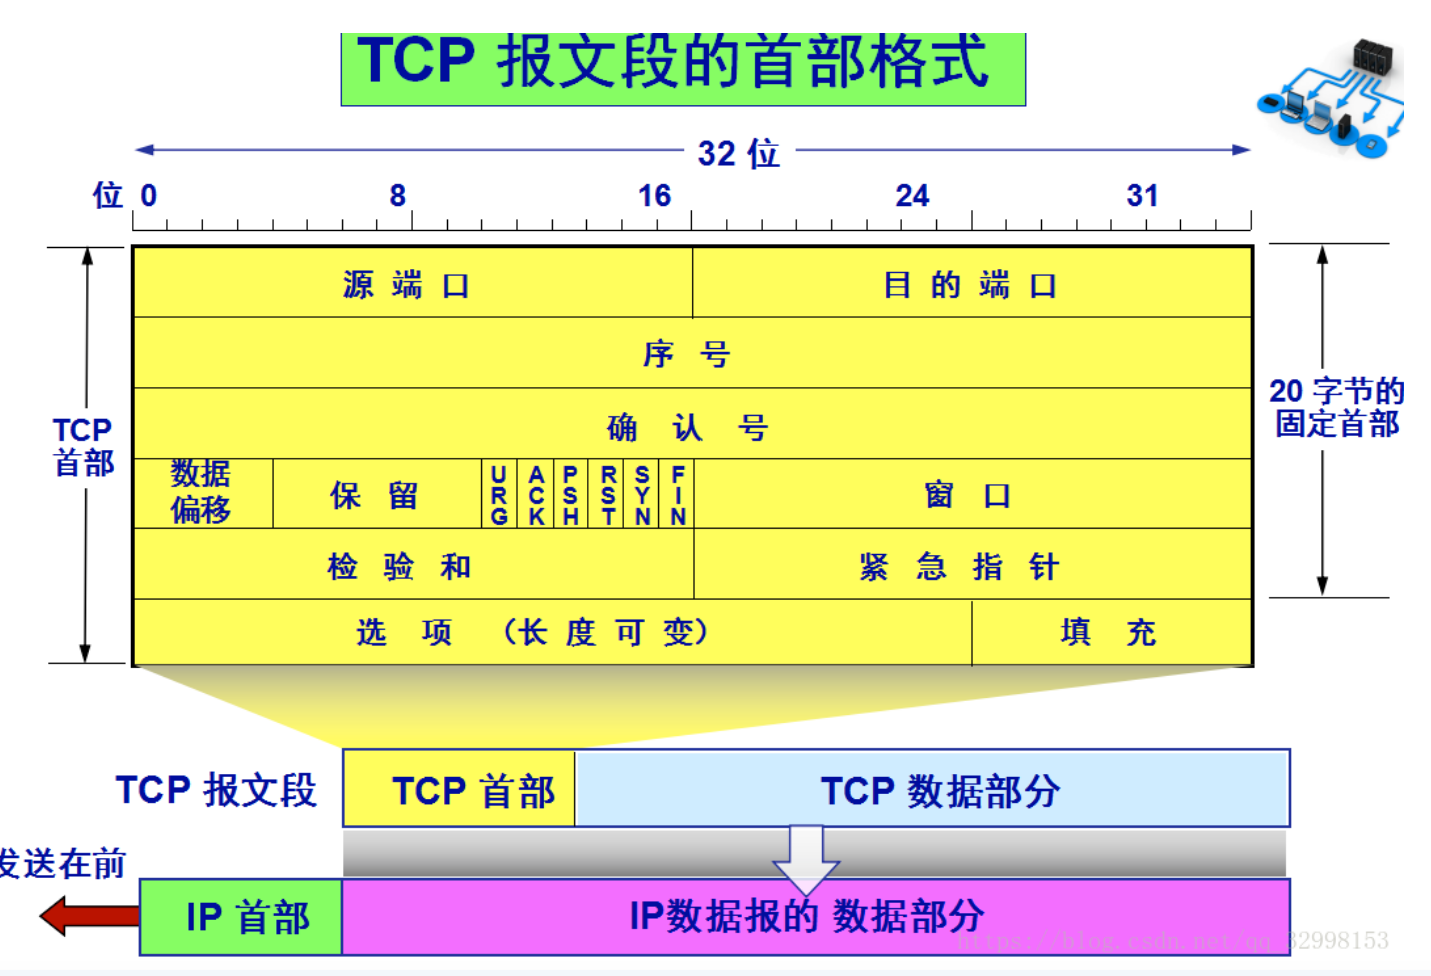 TCP 报文段的首部格式
32 位
位 0 8 16 24 31
源 端 口 目 的 端 口
序 号
确 认 号
TCP
首部
20 字节的
固定首部
数据
偏移
保 留
URG ACK PSH RST SYN FIN
窗 口
检 验 和 紧 急 指 针
选 项 （长 度 可 变） 填 充
TCP 报文段 TCP 首部 TCP 数据部分
发送在前
IP 首部 IP数据报的 数据部分
https://blog.csdn.net/qq_32998153